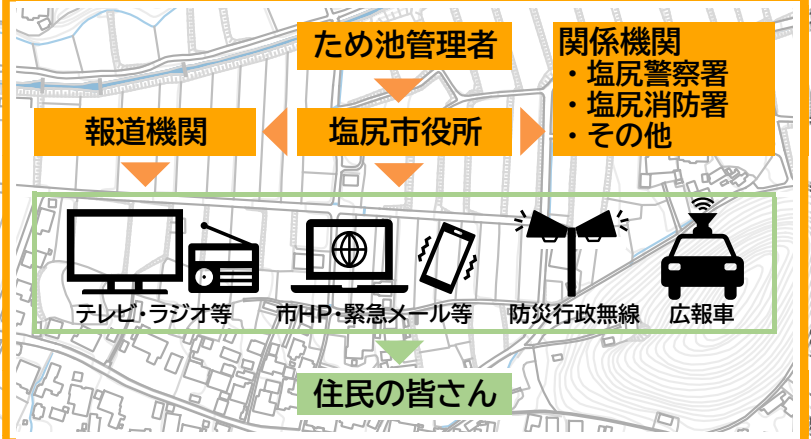 ため池管理者
関係機関
・塩尻警察署
・塩尻消防署
・その他
報道機関
塩尻市役所
テレビ・ラジオ等
市HP・緊急メール等
防災行政無線
広報車
住民の皆さん